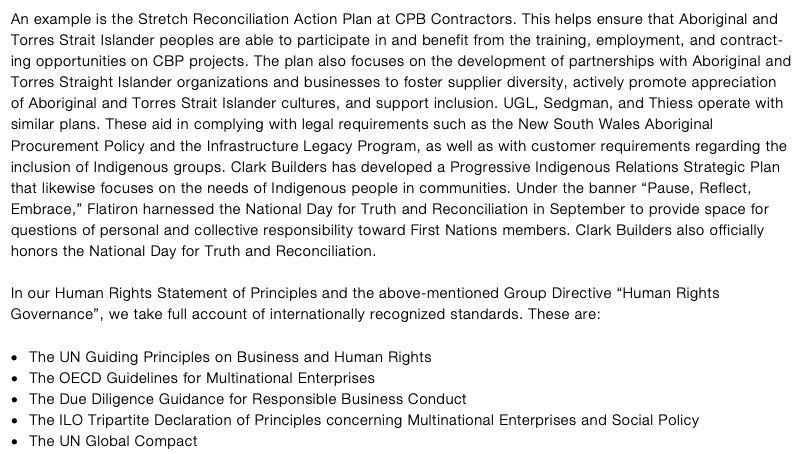 An example is the Stretch Reconciliation Action Plan at CPB Contractors. This helps ensure that Aboriginal and
Torres Strait Islander peoples are able to participate in and benefit from the training, employment, and contract-
ing opportunities on CBP projects. The plan also focuses on the development of partnerships with Aboriginal and
Torres Straight Islander organizations and businesses to foster supplier diversity, actively promote appreciation
of Aboriginal and Torres Strait Islander cultures, and support inclusion. UGL, Sedgman, and Thiess operate with
similar plans. These aid in complying with legal requirements such as the New South Wales Aboriginal
Procurement Policy and the Infrastructure Legacy Program, as well as with customer requirements regarding the
inclusion of Indigenous groups. Clark Builders has developed a Progressive Indigenous Relations Strategic Plan
that likewise focuses on the needs of Indigenous people in communities. Under the banner “Pause, Reflect,
Embrace,” Flatiron harnessed the National Day for Truth and Reconciliation in September to provide space for
questions of personal and collective responsibility toward First Nations members. Clark Builders also officially
honors the National Day for Truth and Reconciliation.
In our Human Rights Statement of Principles and the above-mentioned Group Directive “Human Rights
Governance”, we take full account of internationally recognized standards. These are:
• The UN Guiding Principles on Business and Human Rights
• The OECD Guidelines for Multinational Enterprises
• The Due Diligence Guidance for Responsible Business Conduct
• The ILO Tripartite Declaration of Principles concerning Multinational Enterprises and Social Policy
• The UN Global Compact